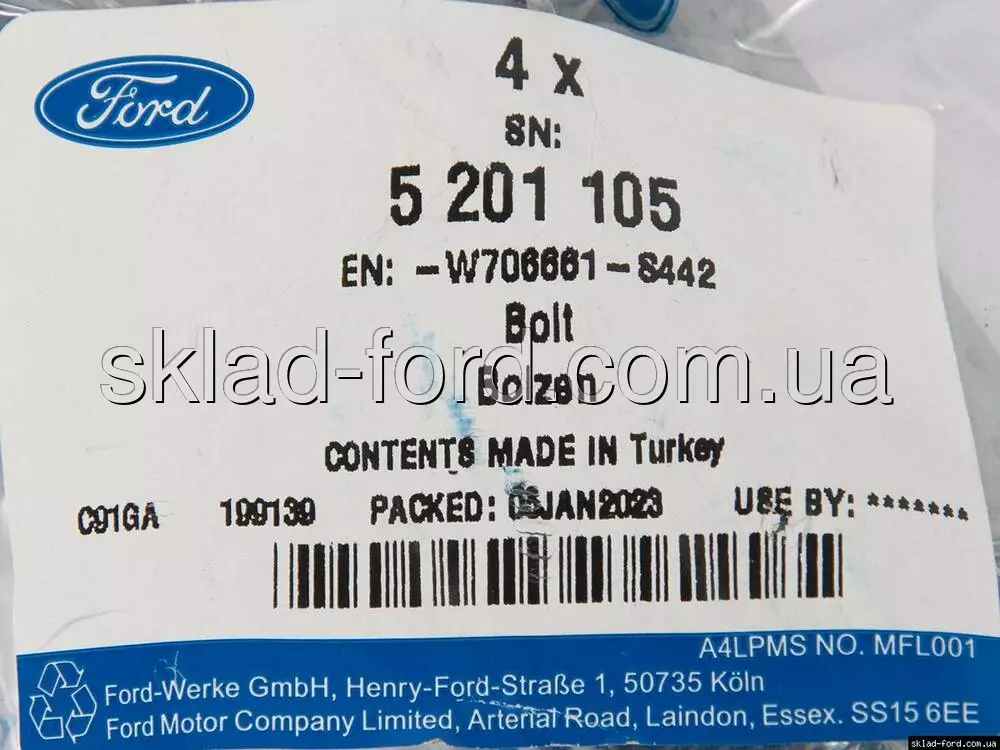 Ford
4 x
SN:
5 201 105
EN: -W706661-S442
Bolt
sklad-ford.com.ua
Bolzen
CONTENTS MADE IN Turkey
C91GA 199139 PACKED: USE BY: *******
A4LPMS NO. MFL001
Ford-Werke GmbH, Henry-Ford-Straße 1, 50735 Köln
Ford Motor Company Limited, Arterial Road, Laindon, Essex. SS15 6EE
sklad-ford.com.ua